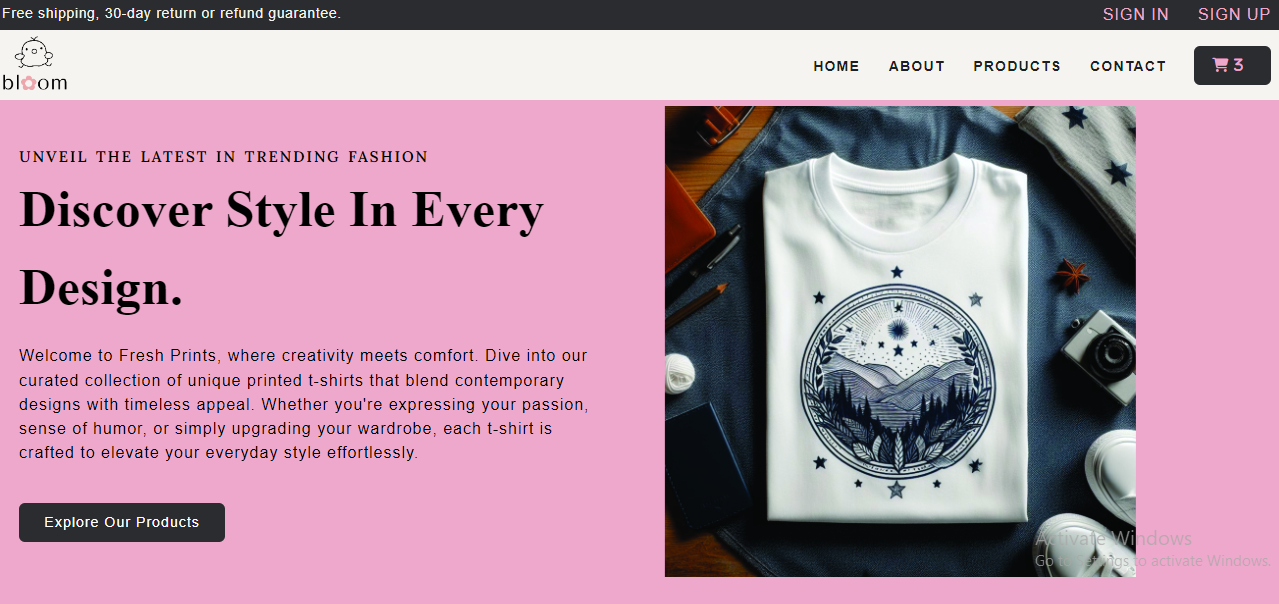 Free shipping, 30-day return or refund guarantee.
SIGN IN
SIGN UP
bloom
HOME
ABOUT
PRODUCTS
CONTACT
3
UNVEIL THE LATEST IN TRENDING FASHION
Discover Style In Every
Design.
Welcome to Fresh Prints, where creativity meets comfort. Dive into our
curated collection of unique printed t-shirts that blend contemporary
designs with timeless appeal. Whether you're expressing your passion,
sense of humor, or simply upgrading your wardrobe, each t-shirt is
crafted to elevate your everyday style effortlessly.
Explore Our Products
Activate Windows
Go to Settings to activate Windows.